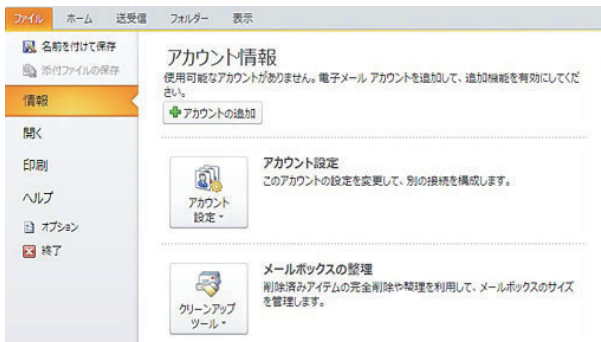 ファイル ホーム 送受信 フォルダー 表示
名前を付けて保存
添付ファイルの保存
情報
開く
印刷
ヘルプ
オプション
終了
アカウント情報
使用可能なアカウントがありません。電子メール アカウントを追加して、追加機能を有効にしてくだ
さい。
アカウントの追加
アカウント
設定
アカウント設定
このアカウントの設定を変更して、別の接続を構成します。
クリーンアップ
ツール
メールボックスの整理
削除済みアイテムの完全削除や整理を利用して、メールボックスのサイズ
を管理します。